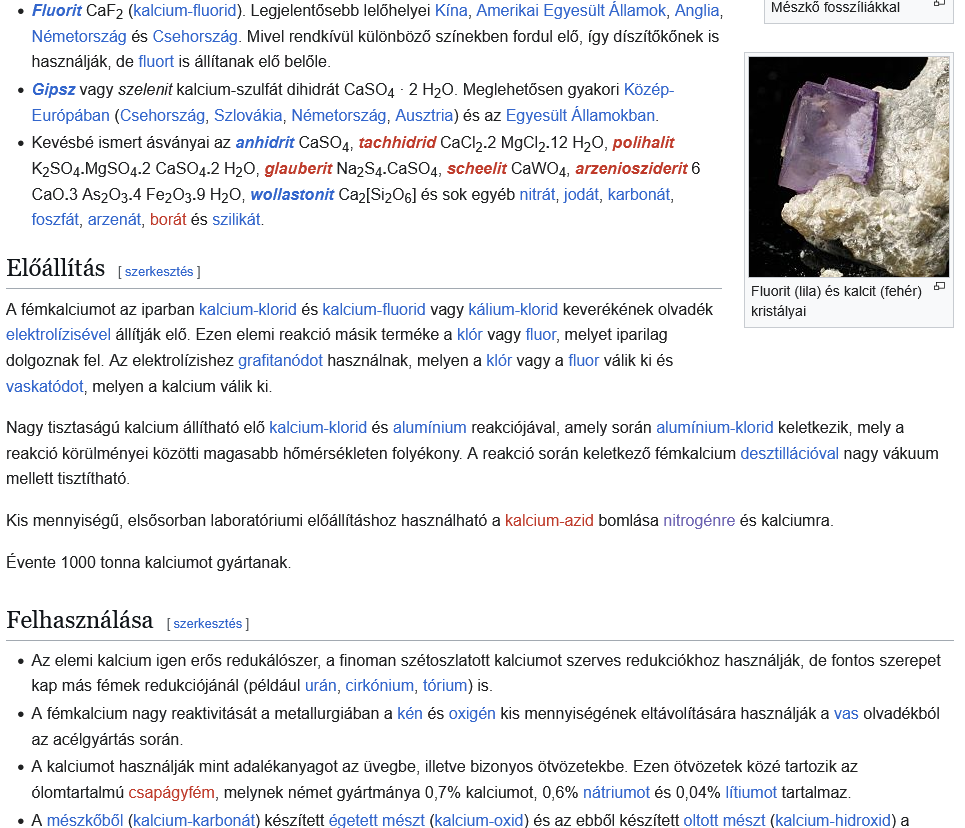 Mészkő fosszíliákkal
• Fluorit CaF2 (kalcium-fluorid). Legjelentősebb lelőhelyei Kína, Amerikai Egyesült Államok, Anglia,
Németország és Csehország. Mivel rendkívül különböző színekben fordul elő, így díszítőkőnek is
használják, de fluort is állítanak elő belőle.
• Gipsz vagy szelenit kalcium-szulfát dihidrát CaSO4 · 2 H2O. Meglehetősen gyakori Közép-
Európában (Csehország, Szlovákia, Németország, Ausztria) és az Egyesült Államokban.
• Kevésbé ismert ásványai az anhidrit CaSO4, tachhidrid CaCl2.2 MgCl2.12 H2O, polihalit
K2SO4.MgSO4.2 CaSO4.2 H2O, glauberit Na2S4.CaSO4, scheelit CaWO4, arzeniosziderit 6
CaO.3 As2O3.4 Fe2O3.9 H2O, wollastonit Ca2[Si2O6] és sok egyéb nitrát, jodát, karbonát,
foszfát, arzenát, borát és szilikát.
Fluorit (lila) és kalcit (fehér)
kristályai
Előállítás [ szerkesztés ]
A fémkalciumot az iparban kalcium-klorid és kalcium-fluorid vagy kálium-klorid keverékének olvadék
elektrolízisével állítják elő. Ezen elemi reakció másik terméke a klór vagy fluor, melyet iparilag
dolgoznak fel. Az elektrolízishez grafitanódot használnak, melyen a klór vagy a fluor válik ki és
vaskatódot, melyen a kalcium válik ki.
Nagy tisztaságú kalcium állítható elő kalcium-klorid és alumínium reakciójával, amely során alumínium-klorid keletkezik, mely a
reakció körülményei közötti magasabb hőmérsékleten folyékony. A reakció során keletkező fémkalcium desztillációval nagy vákuum
mellett tisztítható.
Kis mennyiségű, elsősorban laboratóriumi előállításhoz használható a kalcium-azid bomlása nitrogénre és kalciumra.
Évente 1000 tonna kalciumot gyártanak.
Felhasználása [ szerkesztés ]
• Az elemi kalcium igen erős redukálószer, a finoman szétoszlatott kalciumot szerves redukciókhoz használják, de fontos szerepet
kap más fémek redukciójánál (például urán, cirkónium, tórium) is.
• A fémkalcium nagy reaktivitását a metallurgiában a kén és oxigén kis mennyiségének eltávolítására használják a vas olvadékból
az acélgyártás során.
• A kalciumot használják mint adalékanyagot az üvegbe, illetve bizonyos ötvözetekbe. Ezen ötvözetek közé tartozik az
ólomtartalmú csapágyfém, melynek német gyártmánya 0,7% kalciumot, 0,6% nátriumot és 0,04% lítiumot tartalmaz.
• A mészkőből (kalcium-karbonát) készített égetett mészt (kalcium-oxid) és az ebből készített oltott mészt (kalcium-hidroxid) a